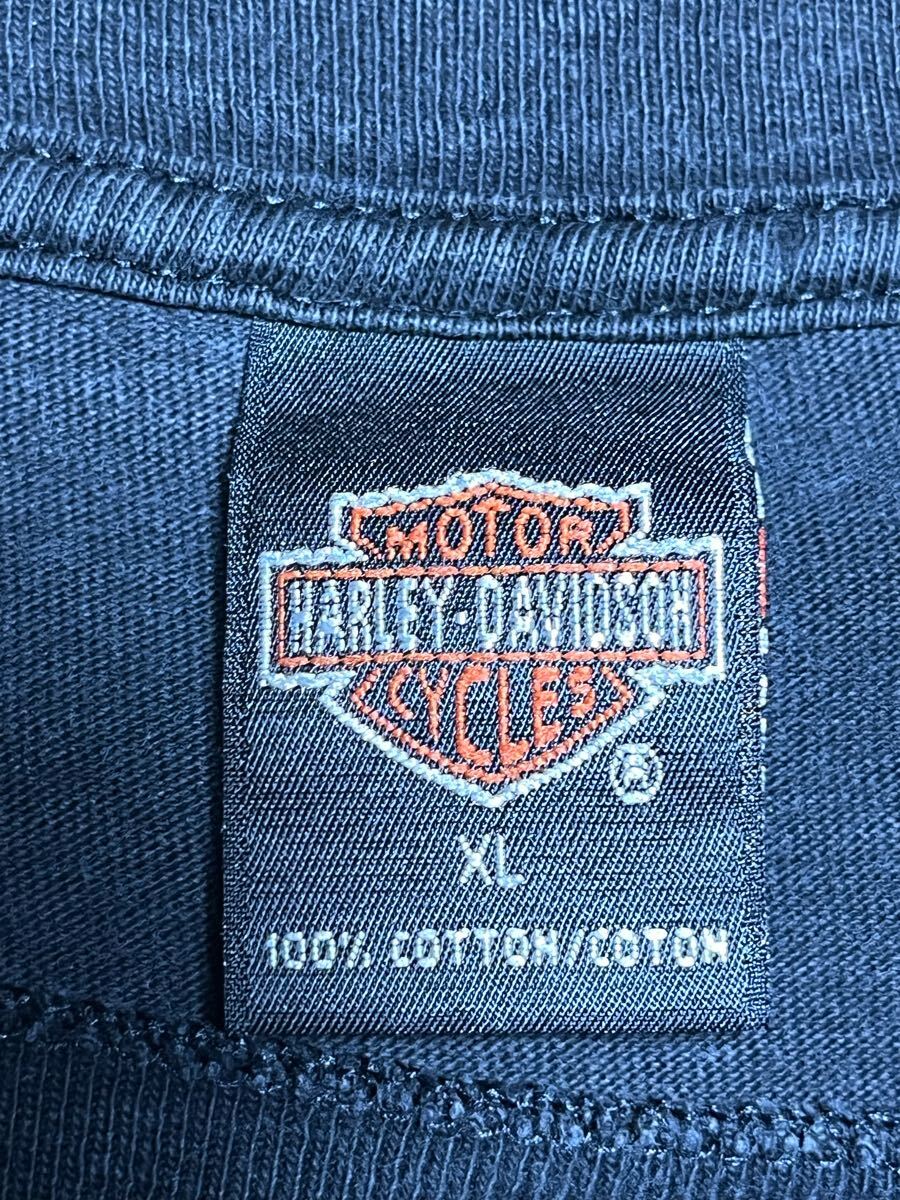 MOTOR
HARLEY-DAVIDSON
CYCLES
®
XL
100% COTTON/COTON